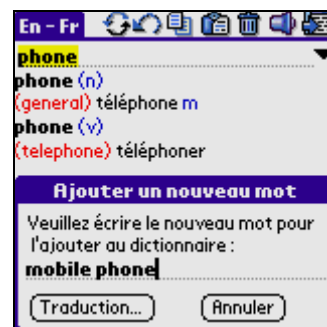 En - Fr
phone
phone (n)
(general) téléphone m
phone (v)
(telephone) téléphoner
Ajouter un nouveau mot
Veuillez écrire le nouveau mot pour
l'ajouter au dictionnaire :
mobile phone
Traduction... Annuler